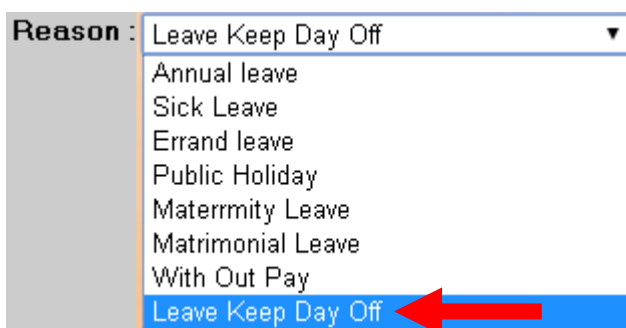 Reason : Leave Keep Day Off
Annual leave
Sick Leave
Errand leave
Public Holiday
Materrmity Leave
Matrimonial Leave
With Out Pay
Leave Keep Day Off